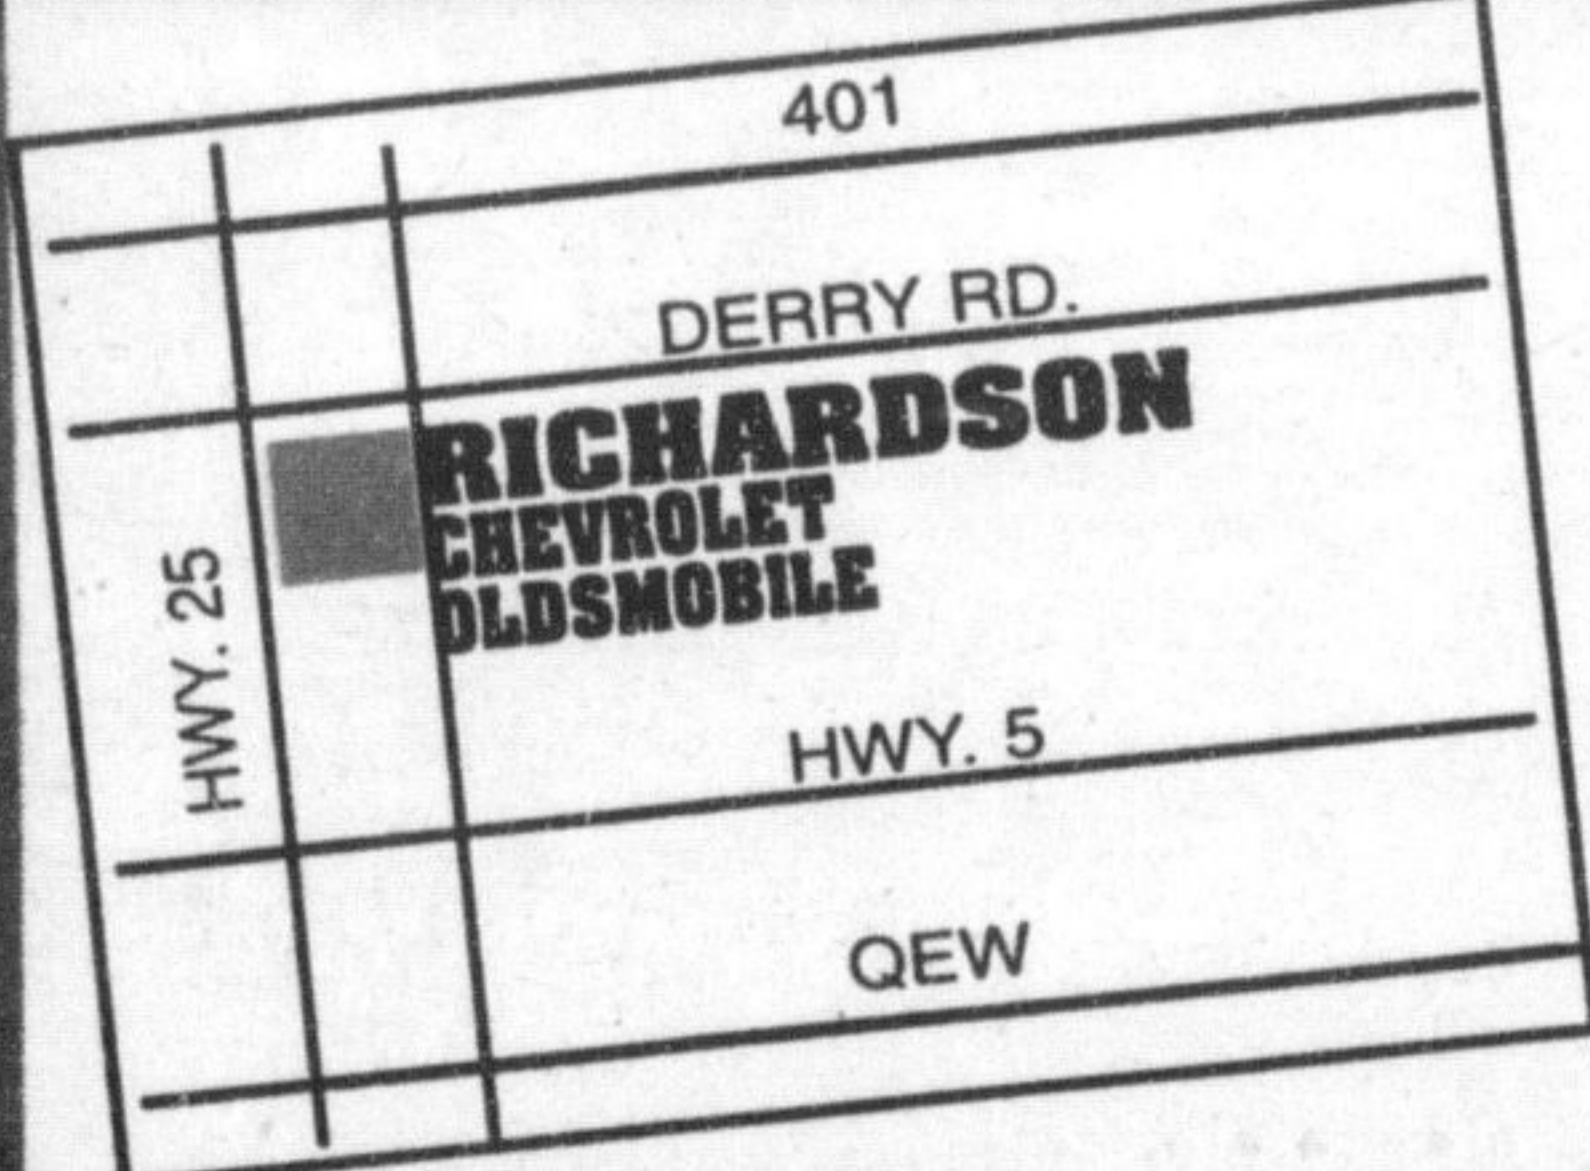 401
DERRY RD.
RICHARDSON
CHEVROLET
OLDSMOBILE
HWY. 25
HWY. 5
QEW